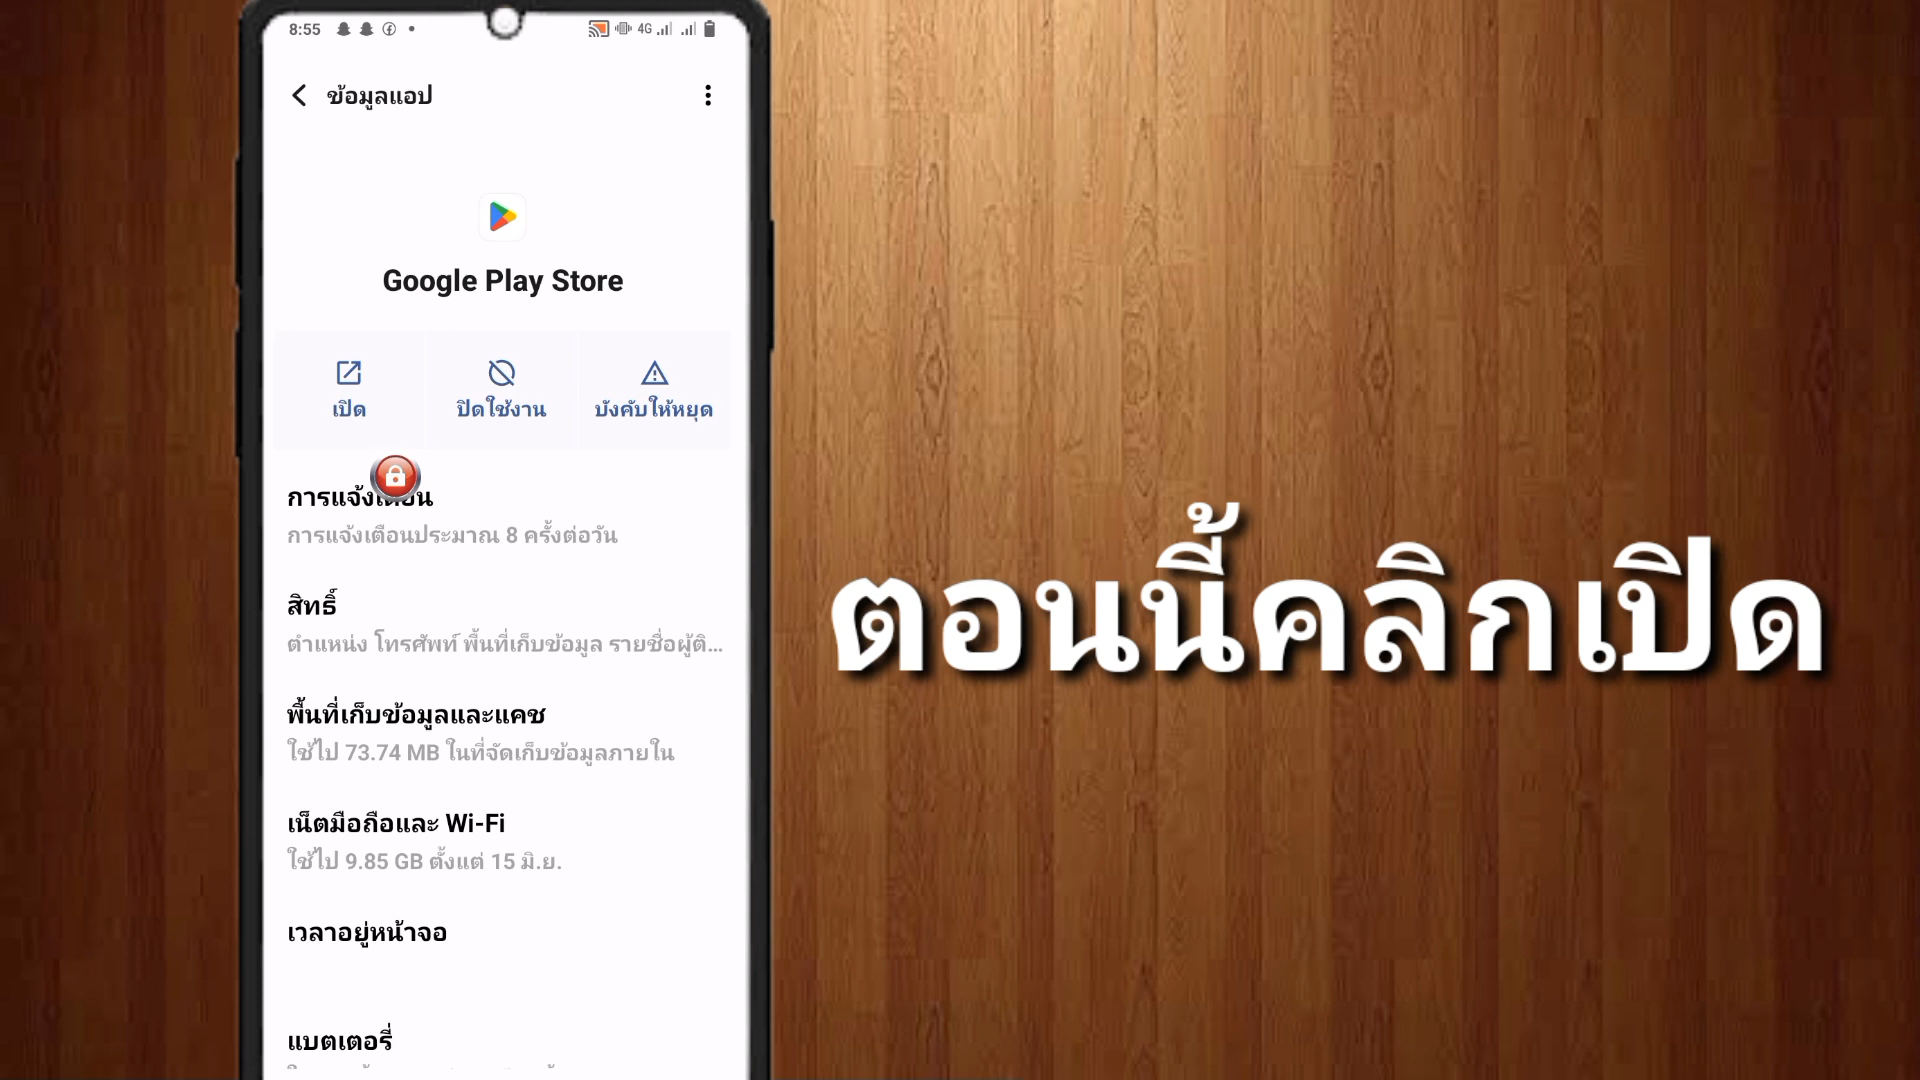 8:55
4G
ข้อมูลแอป
Google Play Store
เปิด
ปิดใช้งาน
บังคับให้หยุด
การแจ้งเตือน
การแจ้งเตือนประมาณ 8 ครั้งต่อวัน
สิทธิ์
ตำแหน่ง โทรศัพท์ พื้นที่เก็บข้อมูล รายชื่อผู้ติ...
พื้นที่เก็บข้อมูลและแคช
ใช้ไป 73.74 MB ในที่จัดเก็บข้อมูลภายใน
เน็ตมือถือและ Wi-Fi
ใช้ไป 9.85 GB ตั้งแต่ 15 มิ.ย.
เวลาอยู่หน้าจอ
แบตเตอรี่
ตอนนี้คลิกเปิด